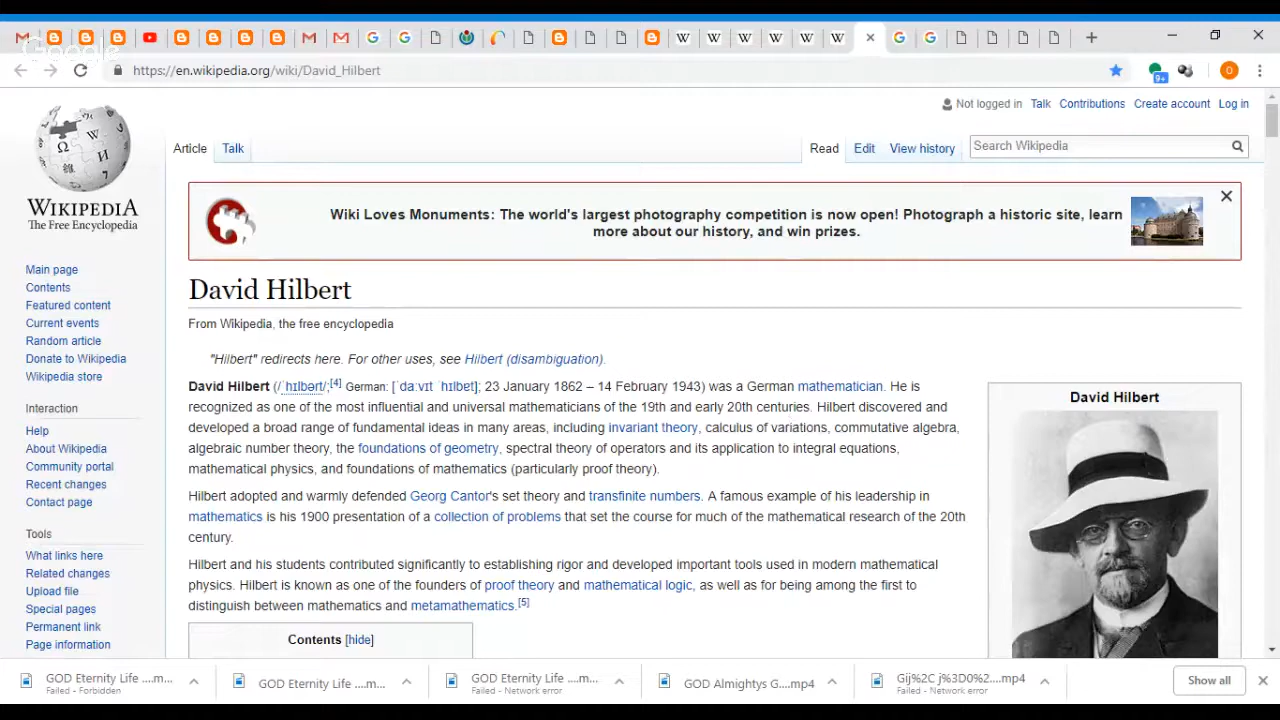 Google
https://en.wikipedia.org/wiki/David_Hilbert
9+
O
Not logged in Talk Contributions Create account Log in
Article Talk Read Edit View history Search Wikipedia
WIKIPEDIA
The Free Encyclopedia
Wiki Loves Monuments: The world's largest photography competition is now open! Photograph a historic site, learn
more about our history, and win prizes.
Main page
Contents
Featured content
Current events
Random article
Donate to Wikipedia
Wikipedia store
Interaction
Help
About Wikipedia
Community portal
Recent changes
Contact page
Tools
What links here
Related changes
Upload file
Special pages
Permanent link
Page information
David Hilbert
From Wikipedia, the free encyclopedia
"Hilbert" redirects here. For other uses, see Hilbert (disambiguation).
David Hilbert (/ˈhɪlbərt/;[4] German: [ˈdaːvɪt ˈhɪlbɐt]; 23 January 1862 – 14 February 1943) was a German mathematician. He is
recognized as one of the most influential and universal mathematicians of the 19th and early 20th centuries. Hilbert discovered and
developed a broad range of fundamental ideas in many areas, including invariant theory, calculus of variations, commutative algebra,
algebraic number theory, the foundations of geometry, spectral theory of operators and its application to integral equations,
mathematical physics, and foundations of mathematics (particularly proof theory).
Hilbert adopted and warmly defended Georg Cantor's set theory and transfinite numbers. A famous example of his leadership in
mathematics is his 1900 presentation of a collection of problems that set the course for much of the mathematical research of the 20th
century.
Hilbert and his students contributed significantly to establishing rigor and developed important tools used in modern mathematical
physics. Hilbert is known as one of the founders of proof theory and mathematical logic, as well as for being among the first to
distinguish between mathematics and metamathematics.[5]
Contents [hide]
David Hilbert
GOD Eternity Life ....m...
Failed - Forbidden
GOD Eternity Life ....m...
GOD Eternity Life ....m...
Failed - Network error
GOD Almightys G....mp4
Gij%2C j%3D0%2....mp4
Failed - Network error
Show all